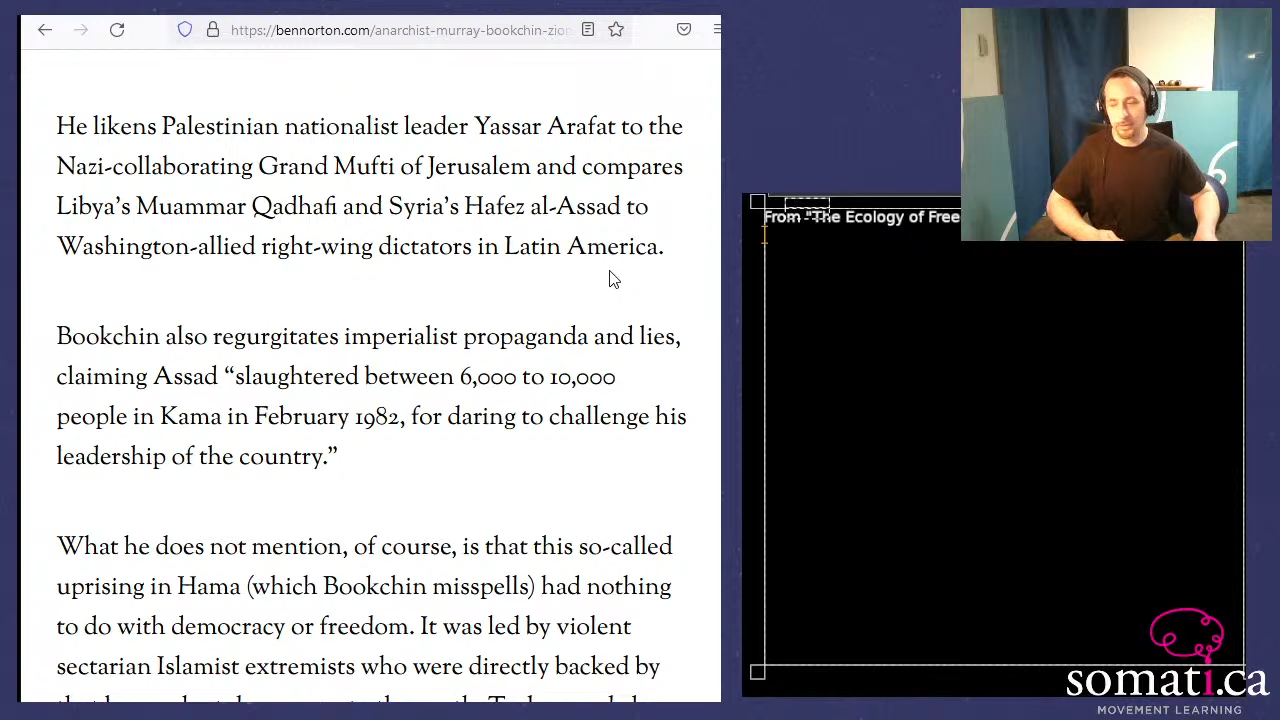 https://bennorton.com/anarchist-murray-bookchin-zion
He likens Palestinian nationalist leader Yassar Arafat to the
Nazi-collaborating Grand Mufti of Jerusalem and compares
Libya’s Muammar Qadhafi and Syria’s Hafez al-Assad to
Washington-allied right-wing dictators in Latin America.
Bookchin also regurgitates imperialist propaganda and lies,
claiming Assad “slaughtered between 6,000 to 10,000
people in Kama in February 1982, for daring to challenge his
leadership of the country.”
What he does not mention, of course, is that this so-called
uprising in Hama (which Bookchin misspells) had nothing
to do with democracy or freedom. It was led by violent
sectarian Islamist extremists who were directly backed by
From "The Ecology of Free
somati.ca
MOVEMENT LEARNING